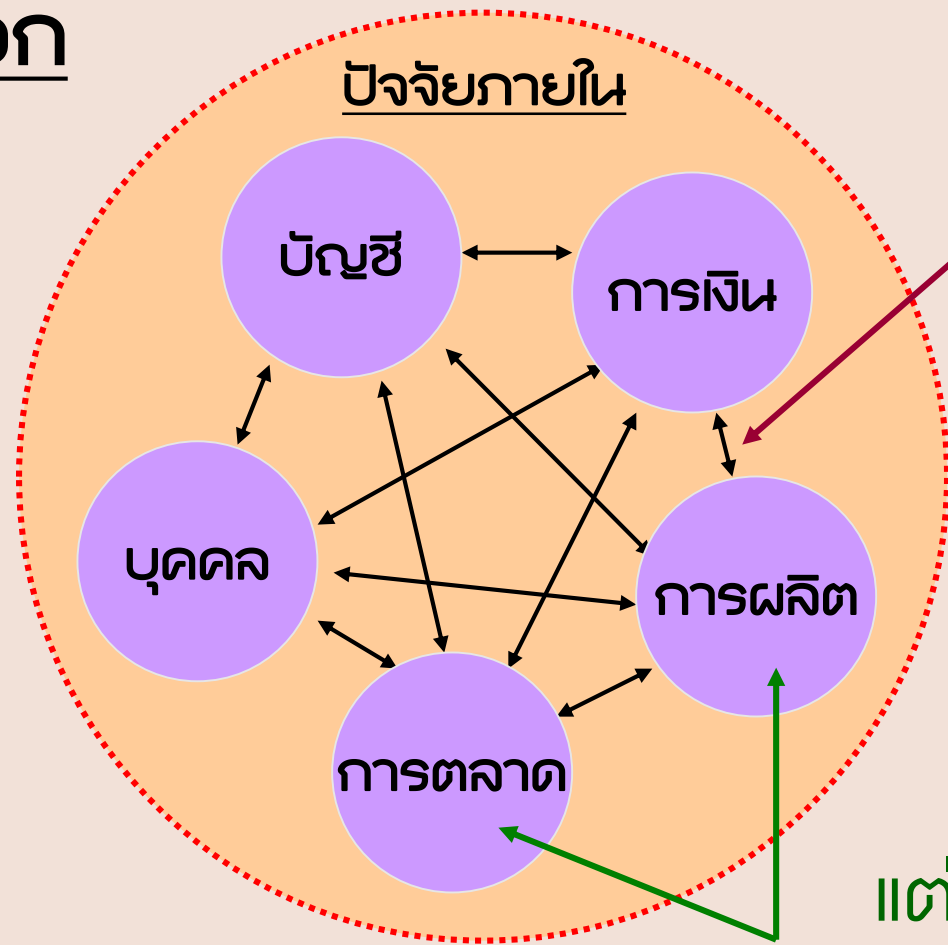 ปัจจัยภายใน
บัญชี
การเงิน
บุคคล
การผลิต
การตลาด